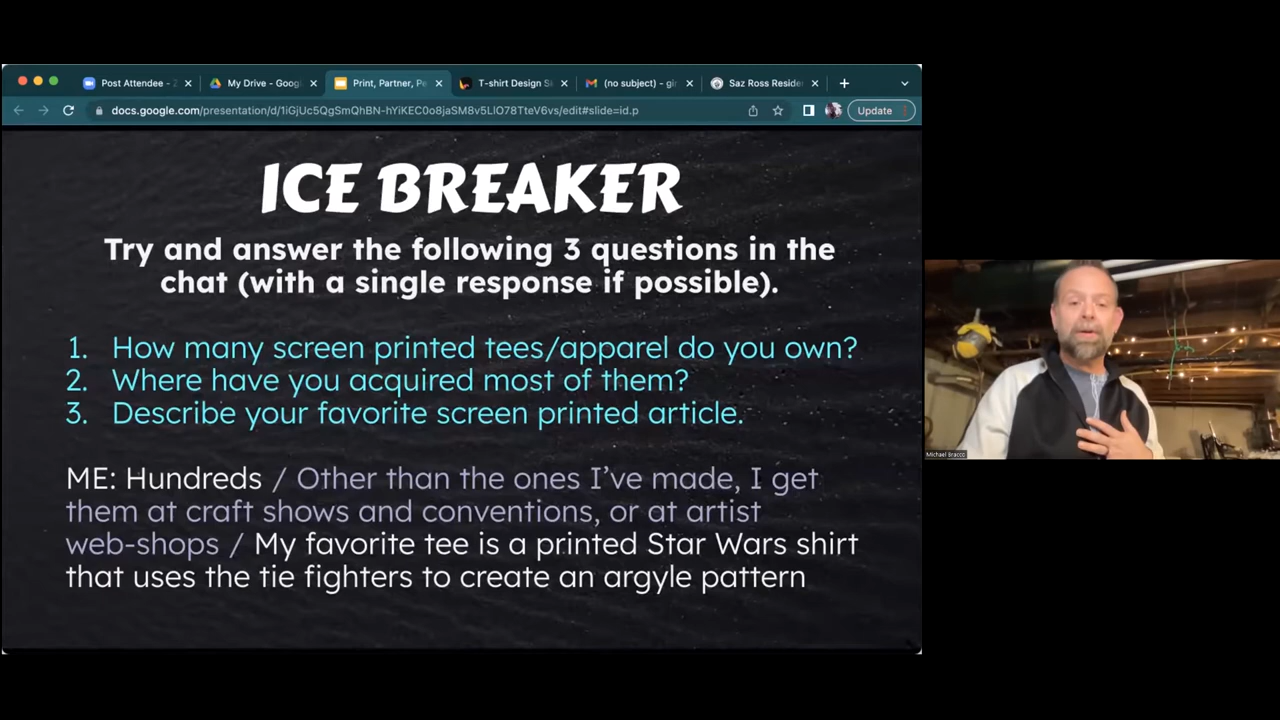 Post Attendee - Z
My Drive - Goog
Print, Partner, Pe
T-shirt Design S
(no subject) - gi
Saz Ross Reside
docs.google.com/presentation/d/1iGjUc5QgSmQhBN-hYiKEC0o8jaSM8v5LlO78TteV6vs/edit#slide=id.p
Update
ICE BREAKER
Try and answer the following 3 questions in the
chat (with a single response if possible).
1. How many screen printed tees/apparel do you own?
2. Where have you acquired most of them?
3. Describe your favorite screen printed article.
ME: Hundreds / Other than the ones I’ve made, I get
them at craft shows and conventions, or at artist
web-shops / My favorite tee is a printed Star Wars shirt
that uses the tie fighters to create an argyle pattern
Michael Bracco